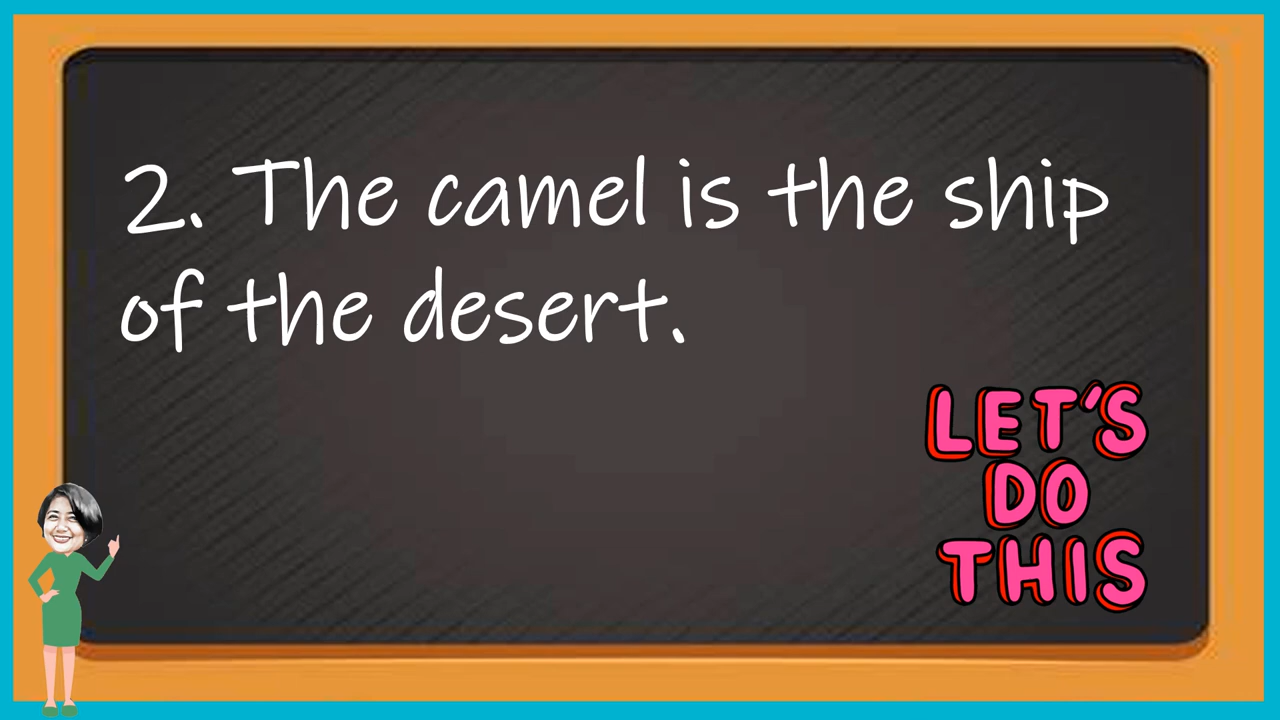 2. The camel is the ship
of the desert.
LET'S
DO
THIS